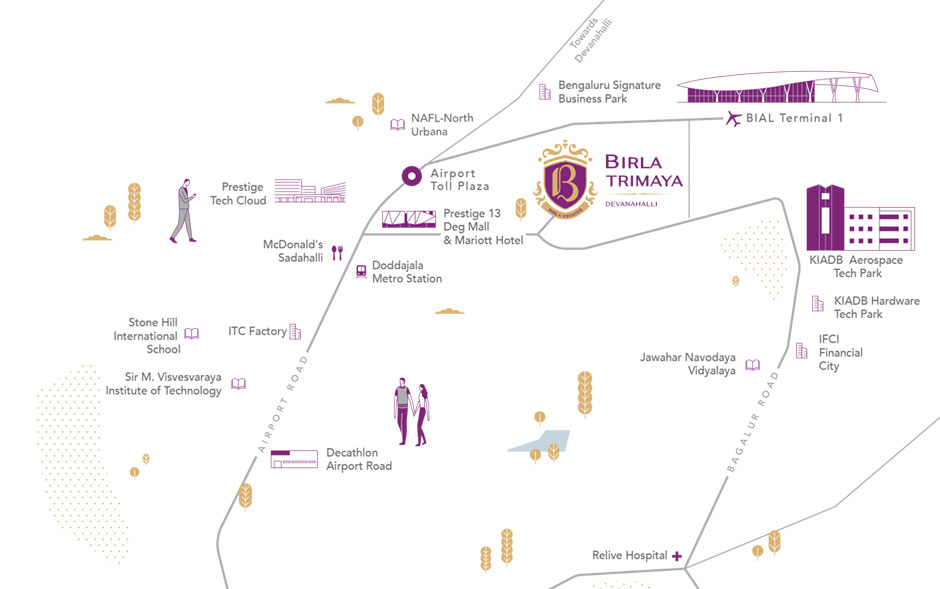 Towards
Devanahalli
Bengaluru Signature
Business Park
NAFL-North
Urbana
BIAL Terminal 1
Airport
Toll Plaza
B
BIRLA ESTATES
BIRLA
TRIMAYA
DEVANAHALLI
Prestige
Tech Cloud
Prestige 13
Deg Mall
& Mariott Hotel
McDonald's
Sadahalli
Doddajala
Metro Station
KIADB Aerospace
Tech Park
KIADB Hardware
Tech Park
Stone Hill
International
School
ITC Factory
IFCI
Financial
City
Jawahar Navodaya
Vidyalaya
Sir M. Visvesvaraya
Institute of Technology
AIRPORT ROAD
BAGALUR ROAD
Decathlon
Airport Road
Relive Hospital